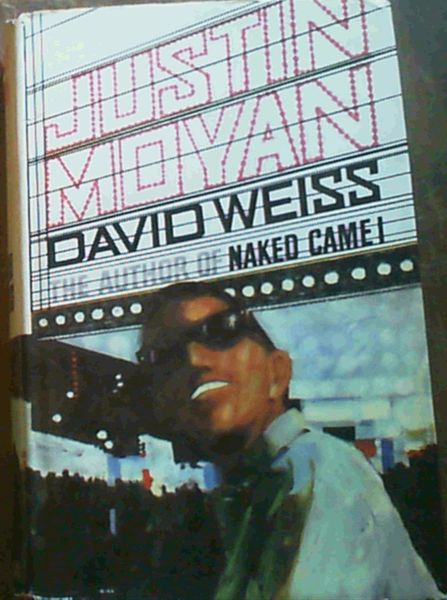 JUSTIN
MOYAN
DAVID WEISS
THE AUTHOR OF NAKED CAME I